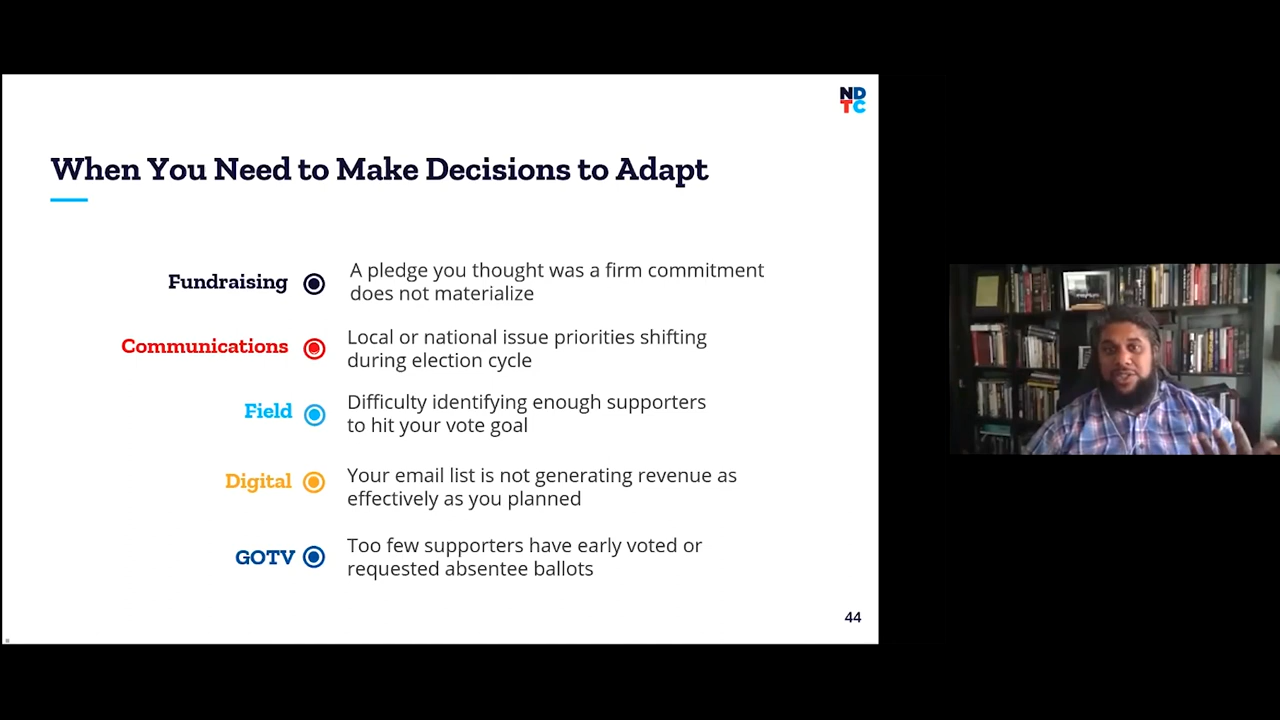 ND
TC
When You Need to Make Decisions to Adapt
Fundraising
A pledge you thought was a firm commitment
does not materialize
Communications
Local or national issue priorities shifting
during election cycle
Field
Difficulty identifying enough supporters
to hit your vote goal
Digital
Your email list is not generating revenue as
effectively as you planned
GOTV
Too few supporters have early voted or
requested absentee ballots
44